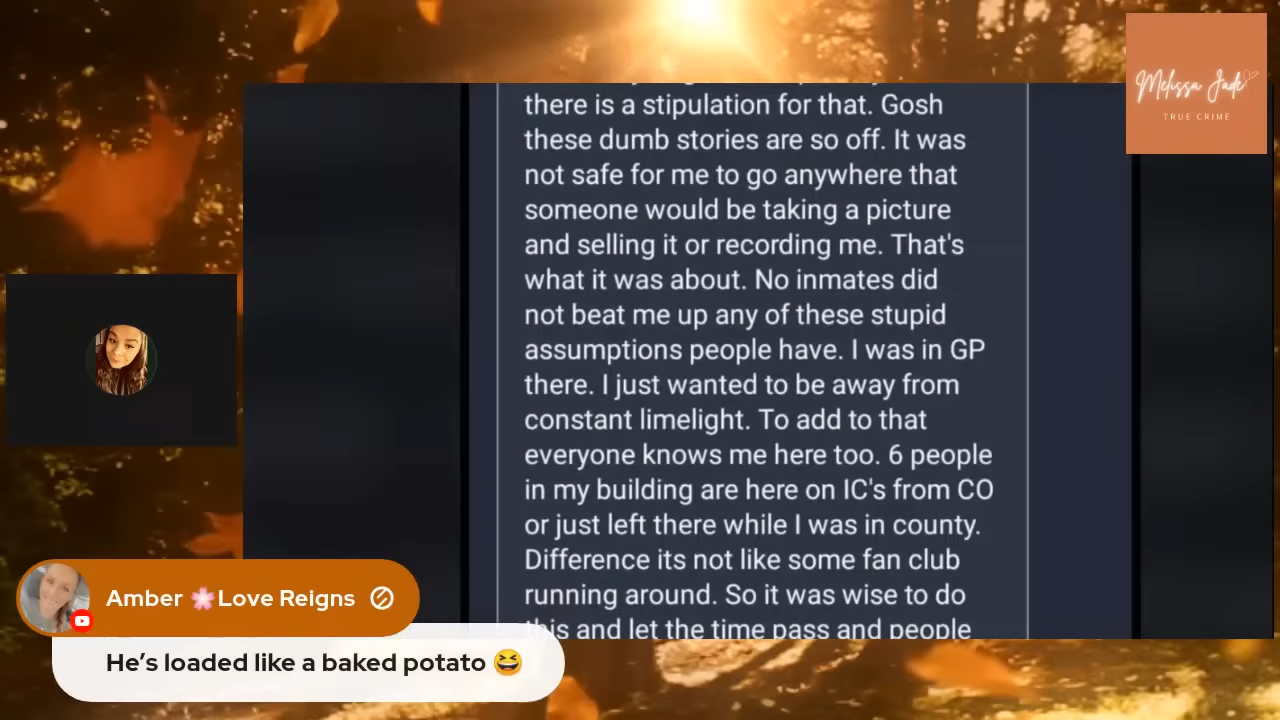 Melissa Jade
TRUE CRIME
there is a stipulation for that. Gosh
these dumb stories are so off. It was
not safe for me to go anywhere that
someone would be taking a picture
and selling it or recording me. That's
what it was about. No inmates did
not beat me up any of these stupid
assumptions people have. I was in GP
there. I just wanted to be away from
constant limelight. To add to that
everyone knows me here too. 6 people
in my building are here on IC's from CO
or just left there while I was in county.
Difference its not like some fan club
running around. So it was wise to do
this and let the time pass and people
Amber 🌸Love Reigns
He’s loaded like a baked potato 😆